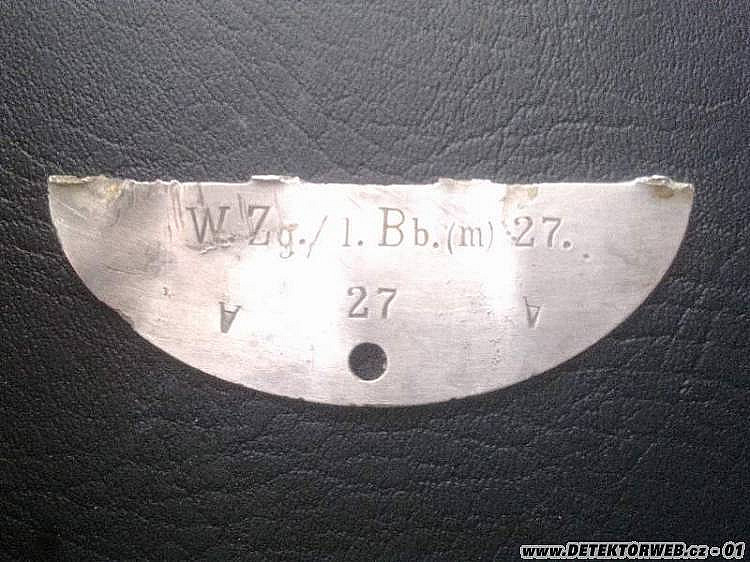 W.Zg./1.Bb.(m) 27.
A 27 A
www.DETEKTORWEB.cz - 01